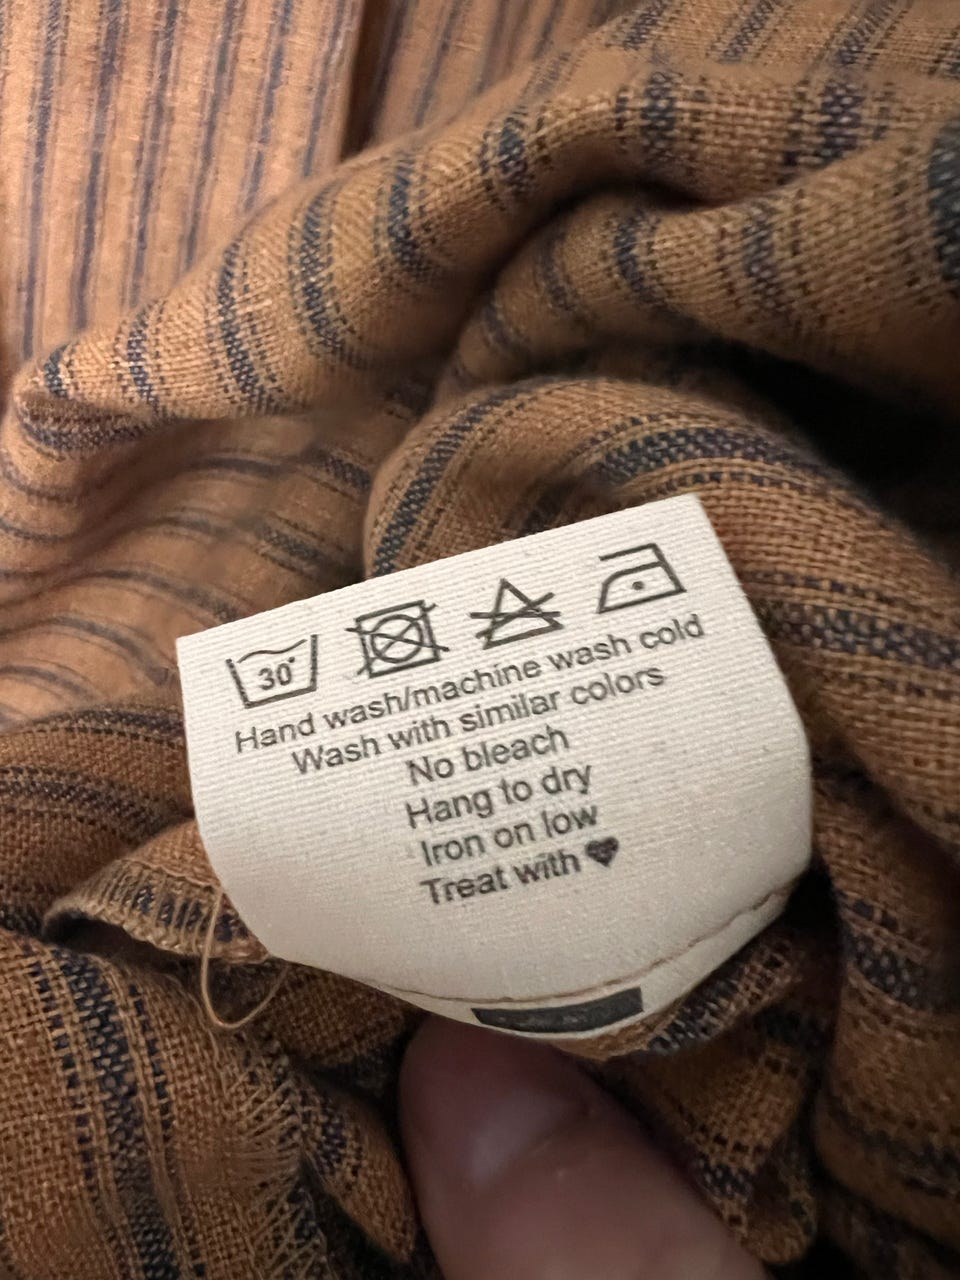 30°
Hand wash/machine wash cold
Wash with similar colors
No bleach
Hang to dry
Iron on low
Treat with ♥